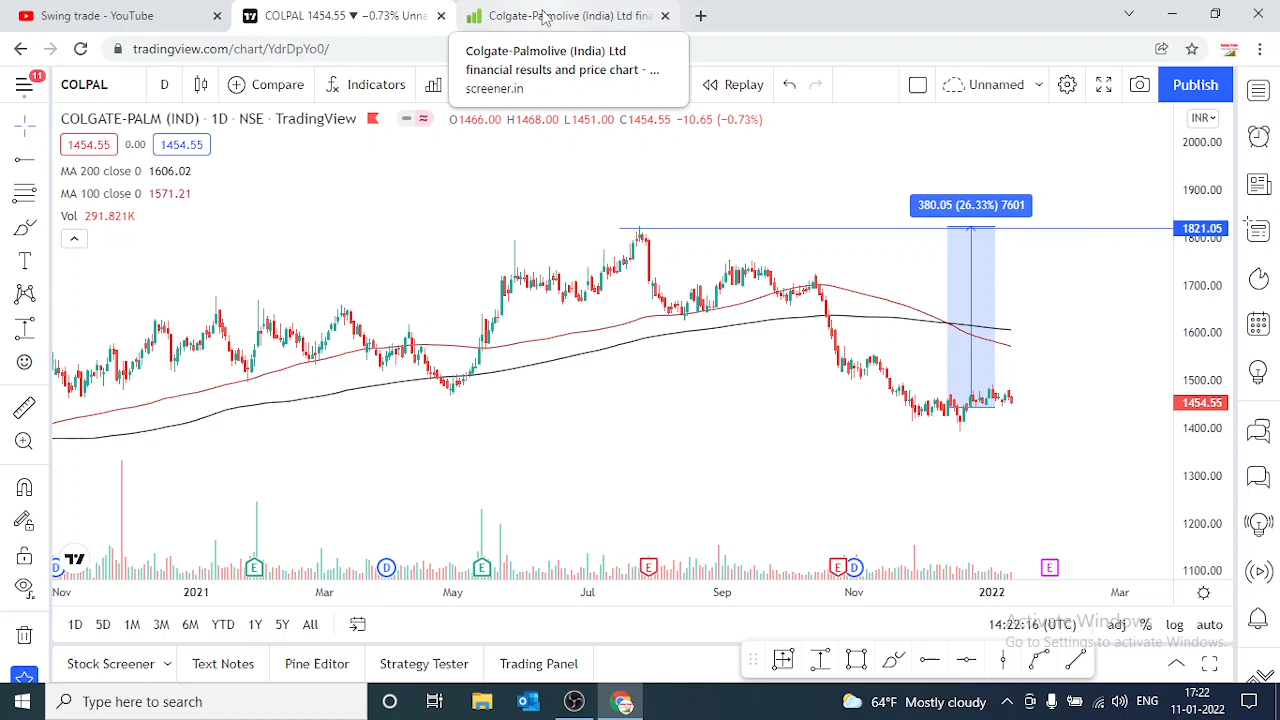 Swing trade - YouTube
COLPAL 1454.55 ▼ −0.73% Unna
Colgate-Palmolive (India) Ltd fina
tradingview.com/chart/YdrDpYo0/
Colgate-Palmolive (India) Ltd
financial results and price chart - ...
screener.in
11
COLPAL
D
Compare
Indicators
Replay
Unnamed
Publish
COLGATE-PALM (IND) · 1D · NSE · TradingView
O1466.00 H1468.00 L1451.00 C1454.55 −10.65 (−0.73%)
INR
1454.55
0.00
1454.55
MA 200 close 0 1606.02
MA 100 close 0 1571.21
Vol 291.821K
380.05 (26.33%) 7601
2000.00
1900.00
1821.05
1800.00
1700.00
1600.00
1500.00
1454.55
1400.00
1300.00
1200.00
1100.00
D
E
D
E
E
E
D
E
Nov
2021
Mar
May
Jul
Sep
Nov
2022
Mar
1D
5D
1M
3M
6M
YTD
1Y
5Y
All
14:22:16 (UTC)
adj
%
log
auto
Activate Windows
Go to Settings to activate Windows.
Stock Screener
Text Notes
Pine Editor
Strategy Tester
Trading Panel
Type here to search
64°F Mostly cloudy
ENG
17:22
11-01-2022